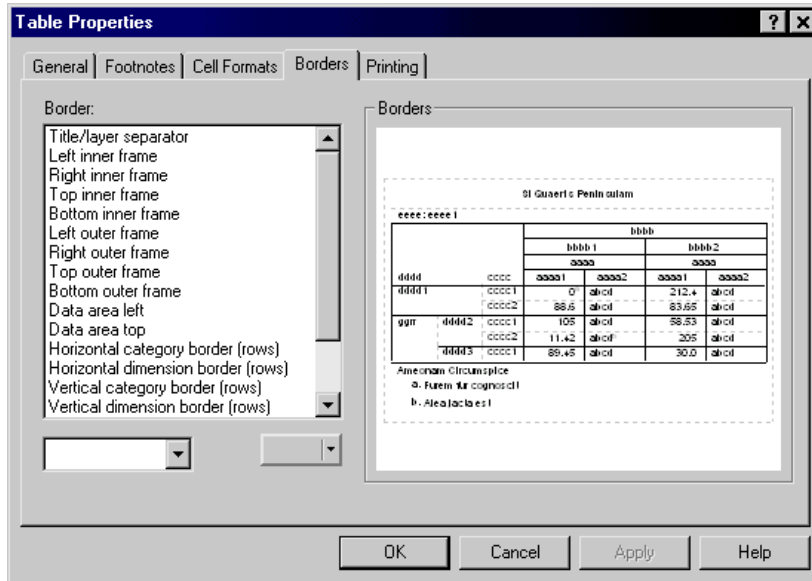 Table Properties
General Footnotes Cell Formats Borders Printing
Border:
Title/layer separator
Left inner frame
Right inner frame
Top inner frame
Bottom inner frame
Left outer frame
Right outer frame
Top outer frame
Bottom outer frame
Data area left
Data area top
Horizontal category border (rows)
Horizontal dimension border (rows)
Vertical category border (rows)
Vertical dimension border (rows)
Borders
Si Quaeris Peninsulam
eeee:eeee1
bbbb
bbbb1 bbbb2
aaaa aaaa
dddd cccc aaaa1 aaaa2 aaaa1 aaaa2
dddd1 cccc1 abcd 212.4 abcd
cccc2 88.6 abcd 83.65 abcd
ggrr dddd2 cccc1 105 abcd 58.53 abcd
cccc2 11.42 205 abcd
dddd3 cccc1 89.45 abcd 30.0 abcd
Ameonam Circumspice
a. Furem fur cognoscit
b. Alea jacta est
OK Cancel Apply Help